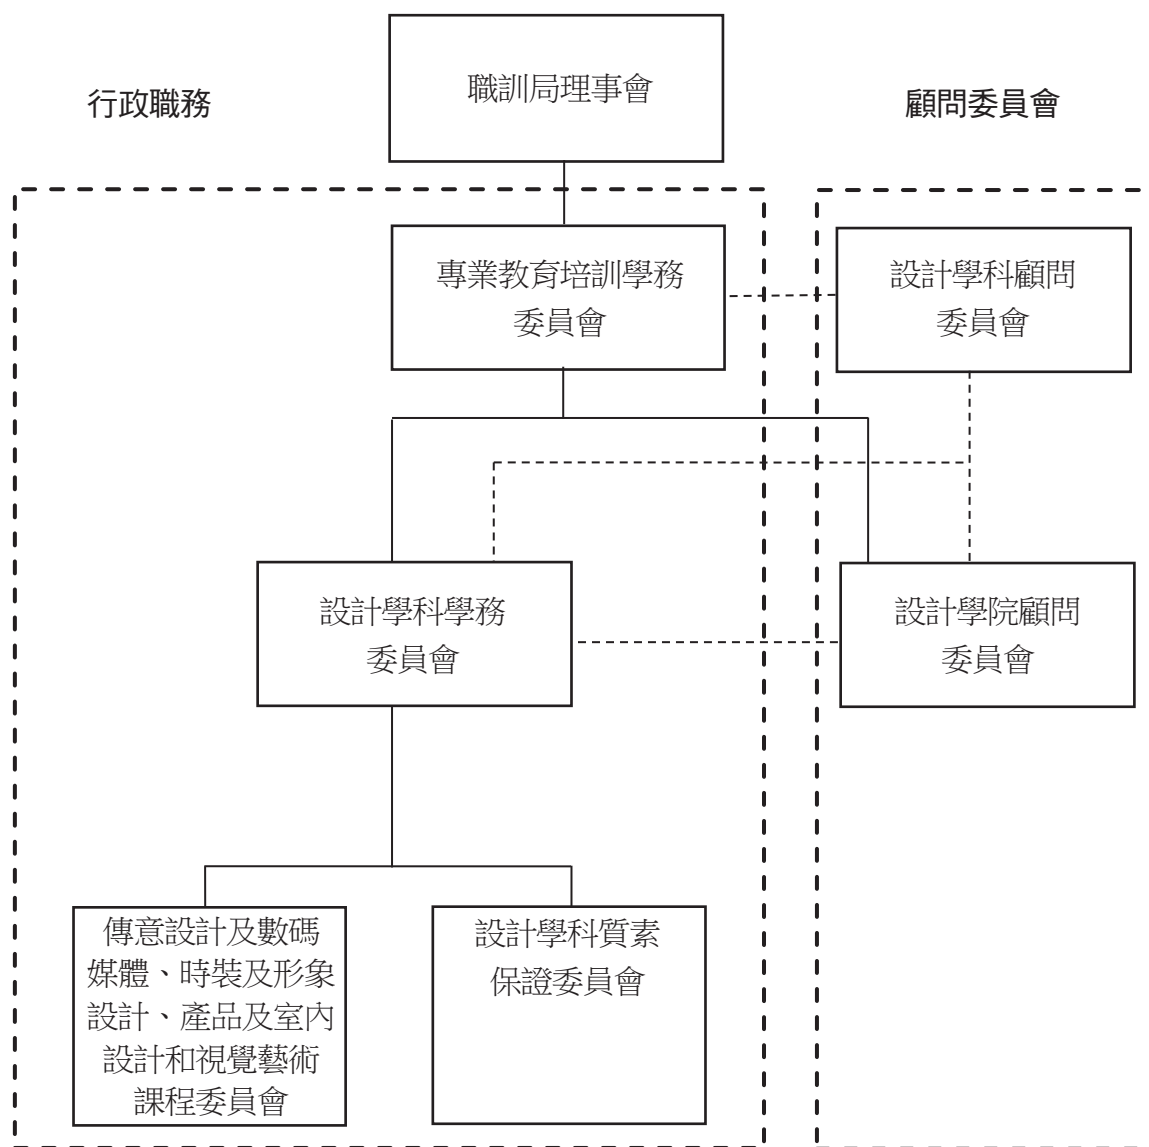 職訓局理事會
行政職務
顧問委員會
專業教育培訓學務
委員會
設計學科顧問
委員會
設計學科學務
委員會
設計學院顧問
委員會
傳意設計及數碼
媒體、時裝及形象
設計、產品及室內
設計和視覺藝術
課程委員會
設計學科質素
保證委員會